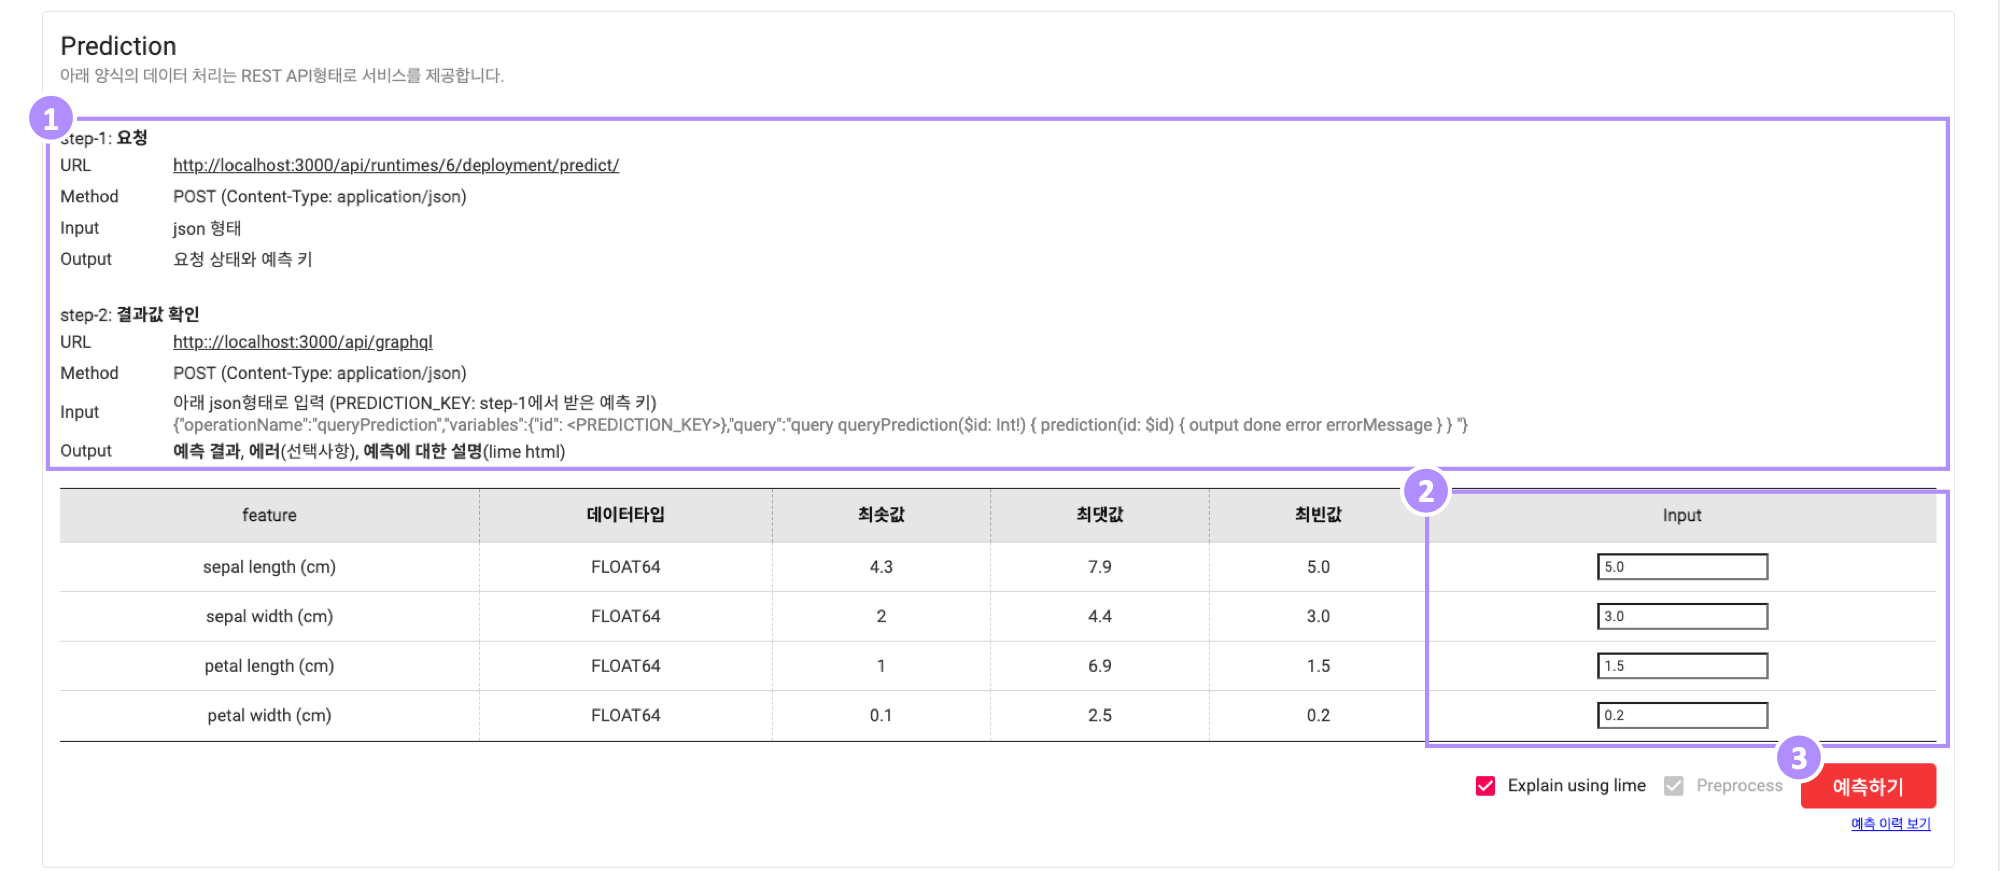 Prediction
아래 양식의 데이터 처리는 REST API형태로 서비스를 제공합니다.
1
step-1: 요청
URL http://localhost:3000/api/runtimes/6/deployment/predict/
Method POST (Content-Type: application/json)
Input json 형태
Output 요청 상태와 예측 키
step-2: 결과값 확인
URL http:://localhost:3000/api/graphql
Method POST (Content-Type: application/json)
Input 아래 json형태로 입력 (PREDICTION_KEY: step-1에서 받은 예측 키)
{"operationName":"queryPrediction","variables":{"id": <PREDICTION_KEY>},"query":"query queryPrediction($id: Int!) { prediction(id: $id) { output done error errorMessage } } "}
Output 예측 결과, 에러(선택사항), 예측에 대한 설명(lime html)
2
feature 데이터타입 최솟값 최댓값 최빈값 Input
sepal length (cm) FLOAT64 4.3 7.9 5.0 5.0
sepal width (cm) FLOAT64 2 4.4 3.0 3.0
petal length (cm) FLOAT64 1 6.9 1.5 1.5
petal width (cm) FLOAT64 0.1 2.5 0.2 0.2
3
Explain using lime Preprocess 예측하기
예측 이력 보기